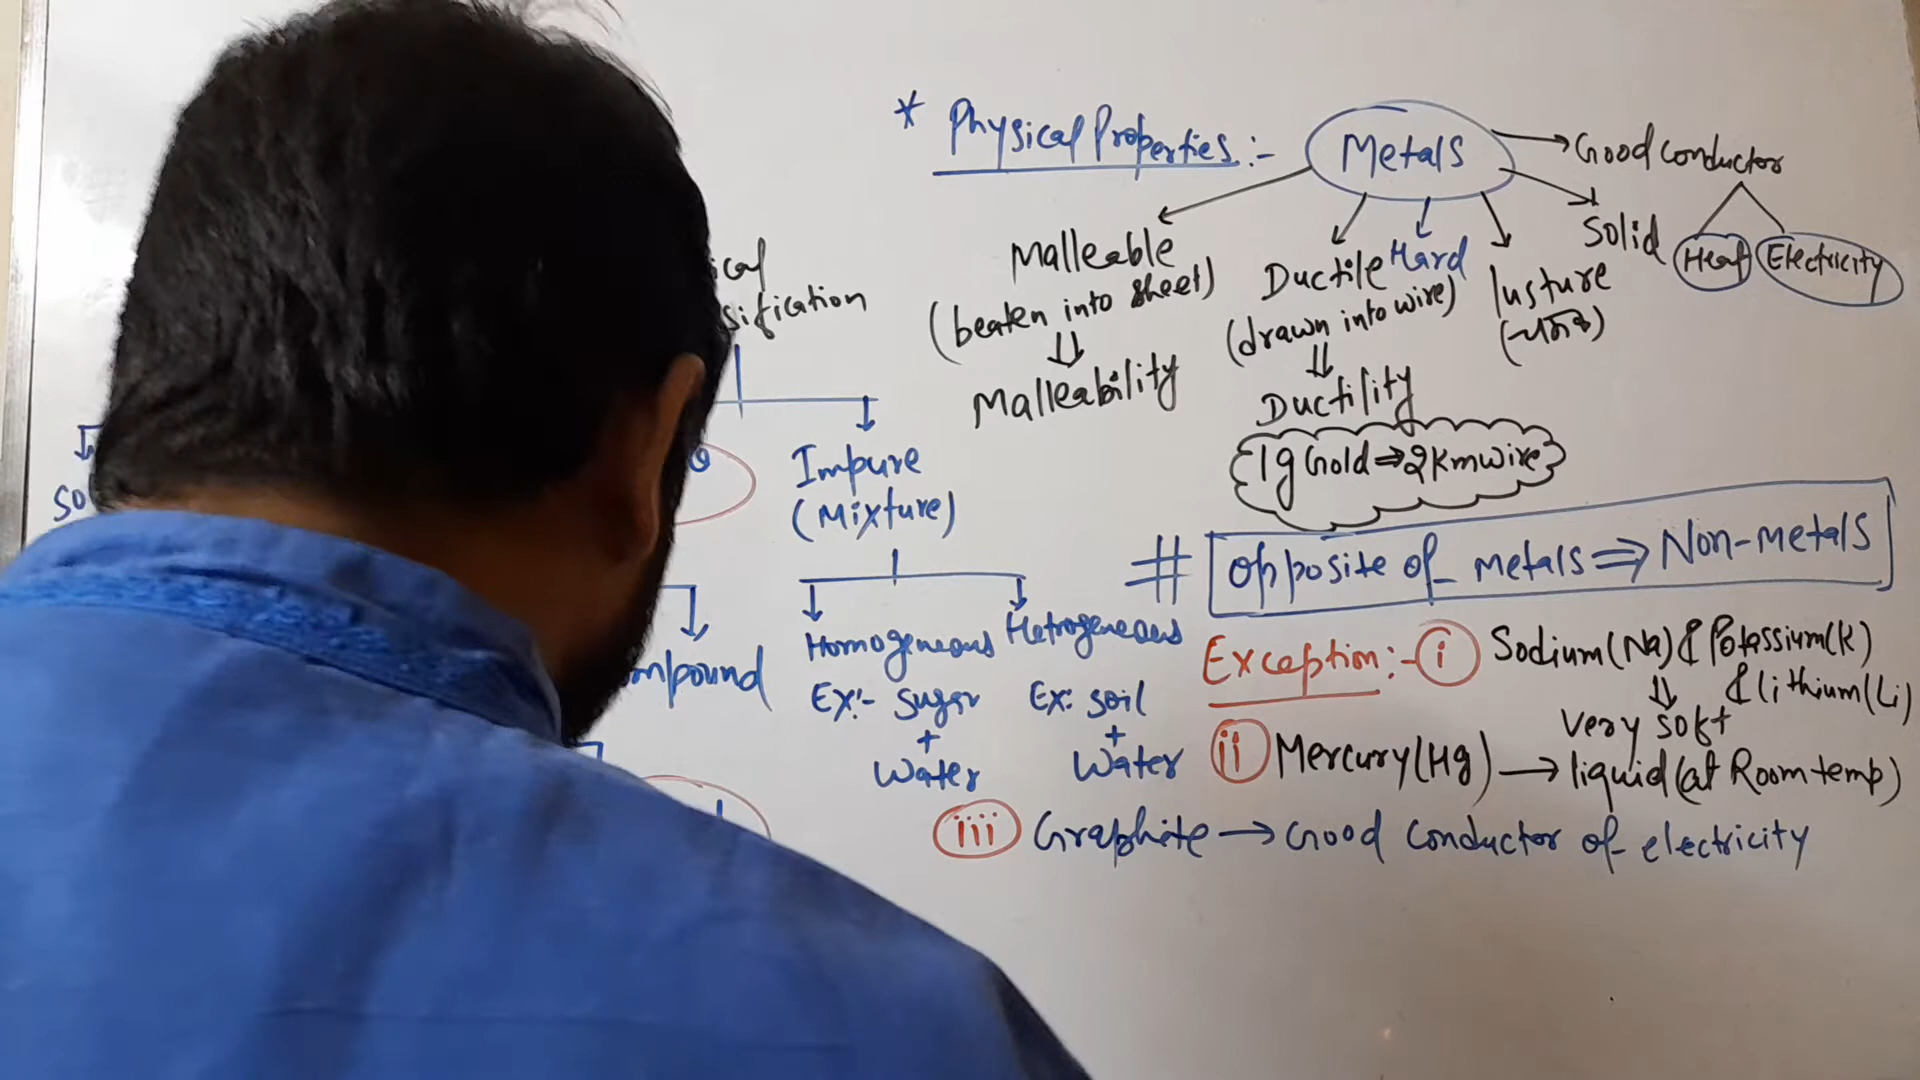 ical
sification
Impure
(Mixture)
mpound
Homogeneous
Ex:- sugar
+
Water
Hetrogeneous
Ex: soil
+
Water
* Physical Properties :-
Metals
Good conductor
Heat
Electricity
Solid
Malleable
(beaten into sheet)
⇓
Malleability
Ductile
(drawn into wire)
⇓
Ductility
Hard
lusture
(चमक)
1g Gold ⇒ 2Km wire
# opposite of metals ⇒ Non-metals
Exception :- i Sodium(Na) & Potassium(K)
& Lithium(Li)
⇓
very soft
ii Mercury(Hg) → liquid (at Room temp)
iii Graphite → Good conductor of electricity